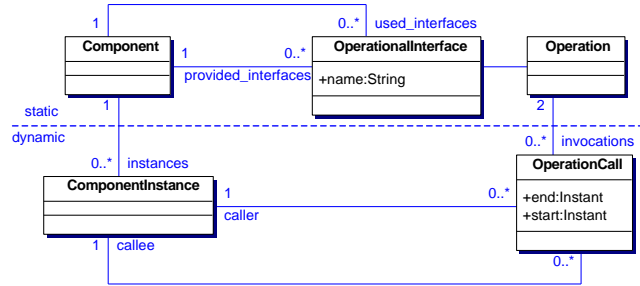 1
0..*
used_interfaces
Component
1
0..*
OperationalInterface
Operation
provided_interfaces
+name:String
static
1
2
dynamic
0..*
instances
0..*
invocations
ComponentInstance
OperationCall
1
0..*
+end:Instant
caller
+start:Instant
1
callee
0..*